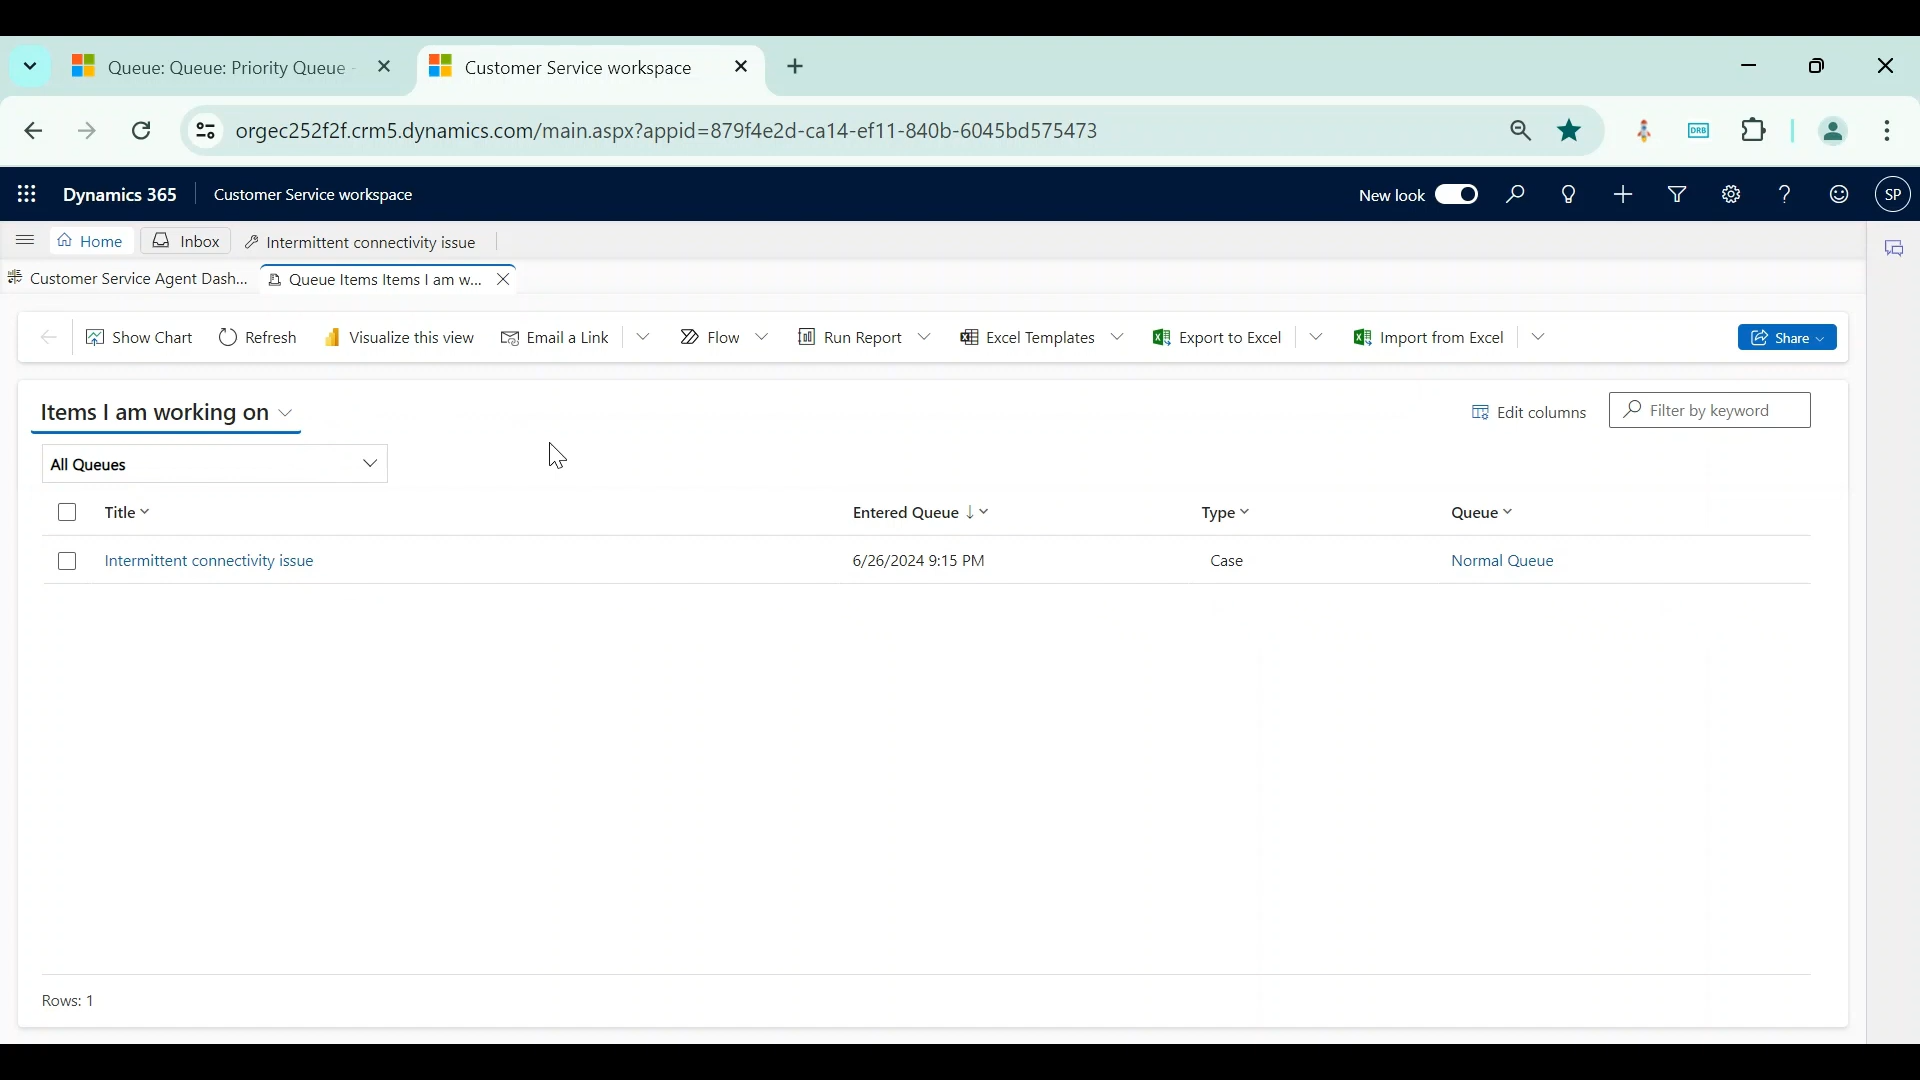 Queue: Queue: Priority Queue -
Customer Service workspace
orgec252f2f.crm5.dynamics.com/main.aspx?appid=879f4e2d-ca14-ef11-840b-6045bd575473
DRB
Dynamics 365
Customer Service workspace
New look
SP
Home
Inbox
Intermittent connectivity issue
Customer Service Agent Dash...
Queue Items Items I am w...
Show Chart
Refresh
Visualize this view
Email a Link
Flow
Run Report
Excel Templates
Export to Excel
Import from Excel
Share
Items I am working on
Edit columns
Filter by keyword
All Queues
Title
Entered Queue
Type
Queue
Intermittent connectivity issue
6/26/2024 9:15 PM
Case
Normal Queue
Rows: 1